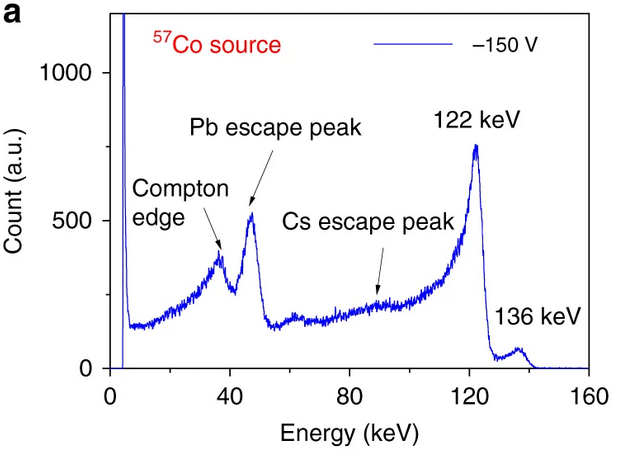 a
⁵⁷Co source
–150 V
1000
Pb escape peak
122 keV
Compton
edge
Cs escape peak
500
136 keV
0
Count (a.u.)
0 40 80 120 160
Energy (keV)